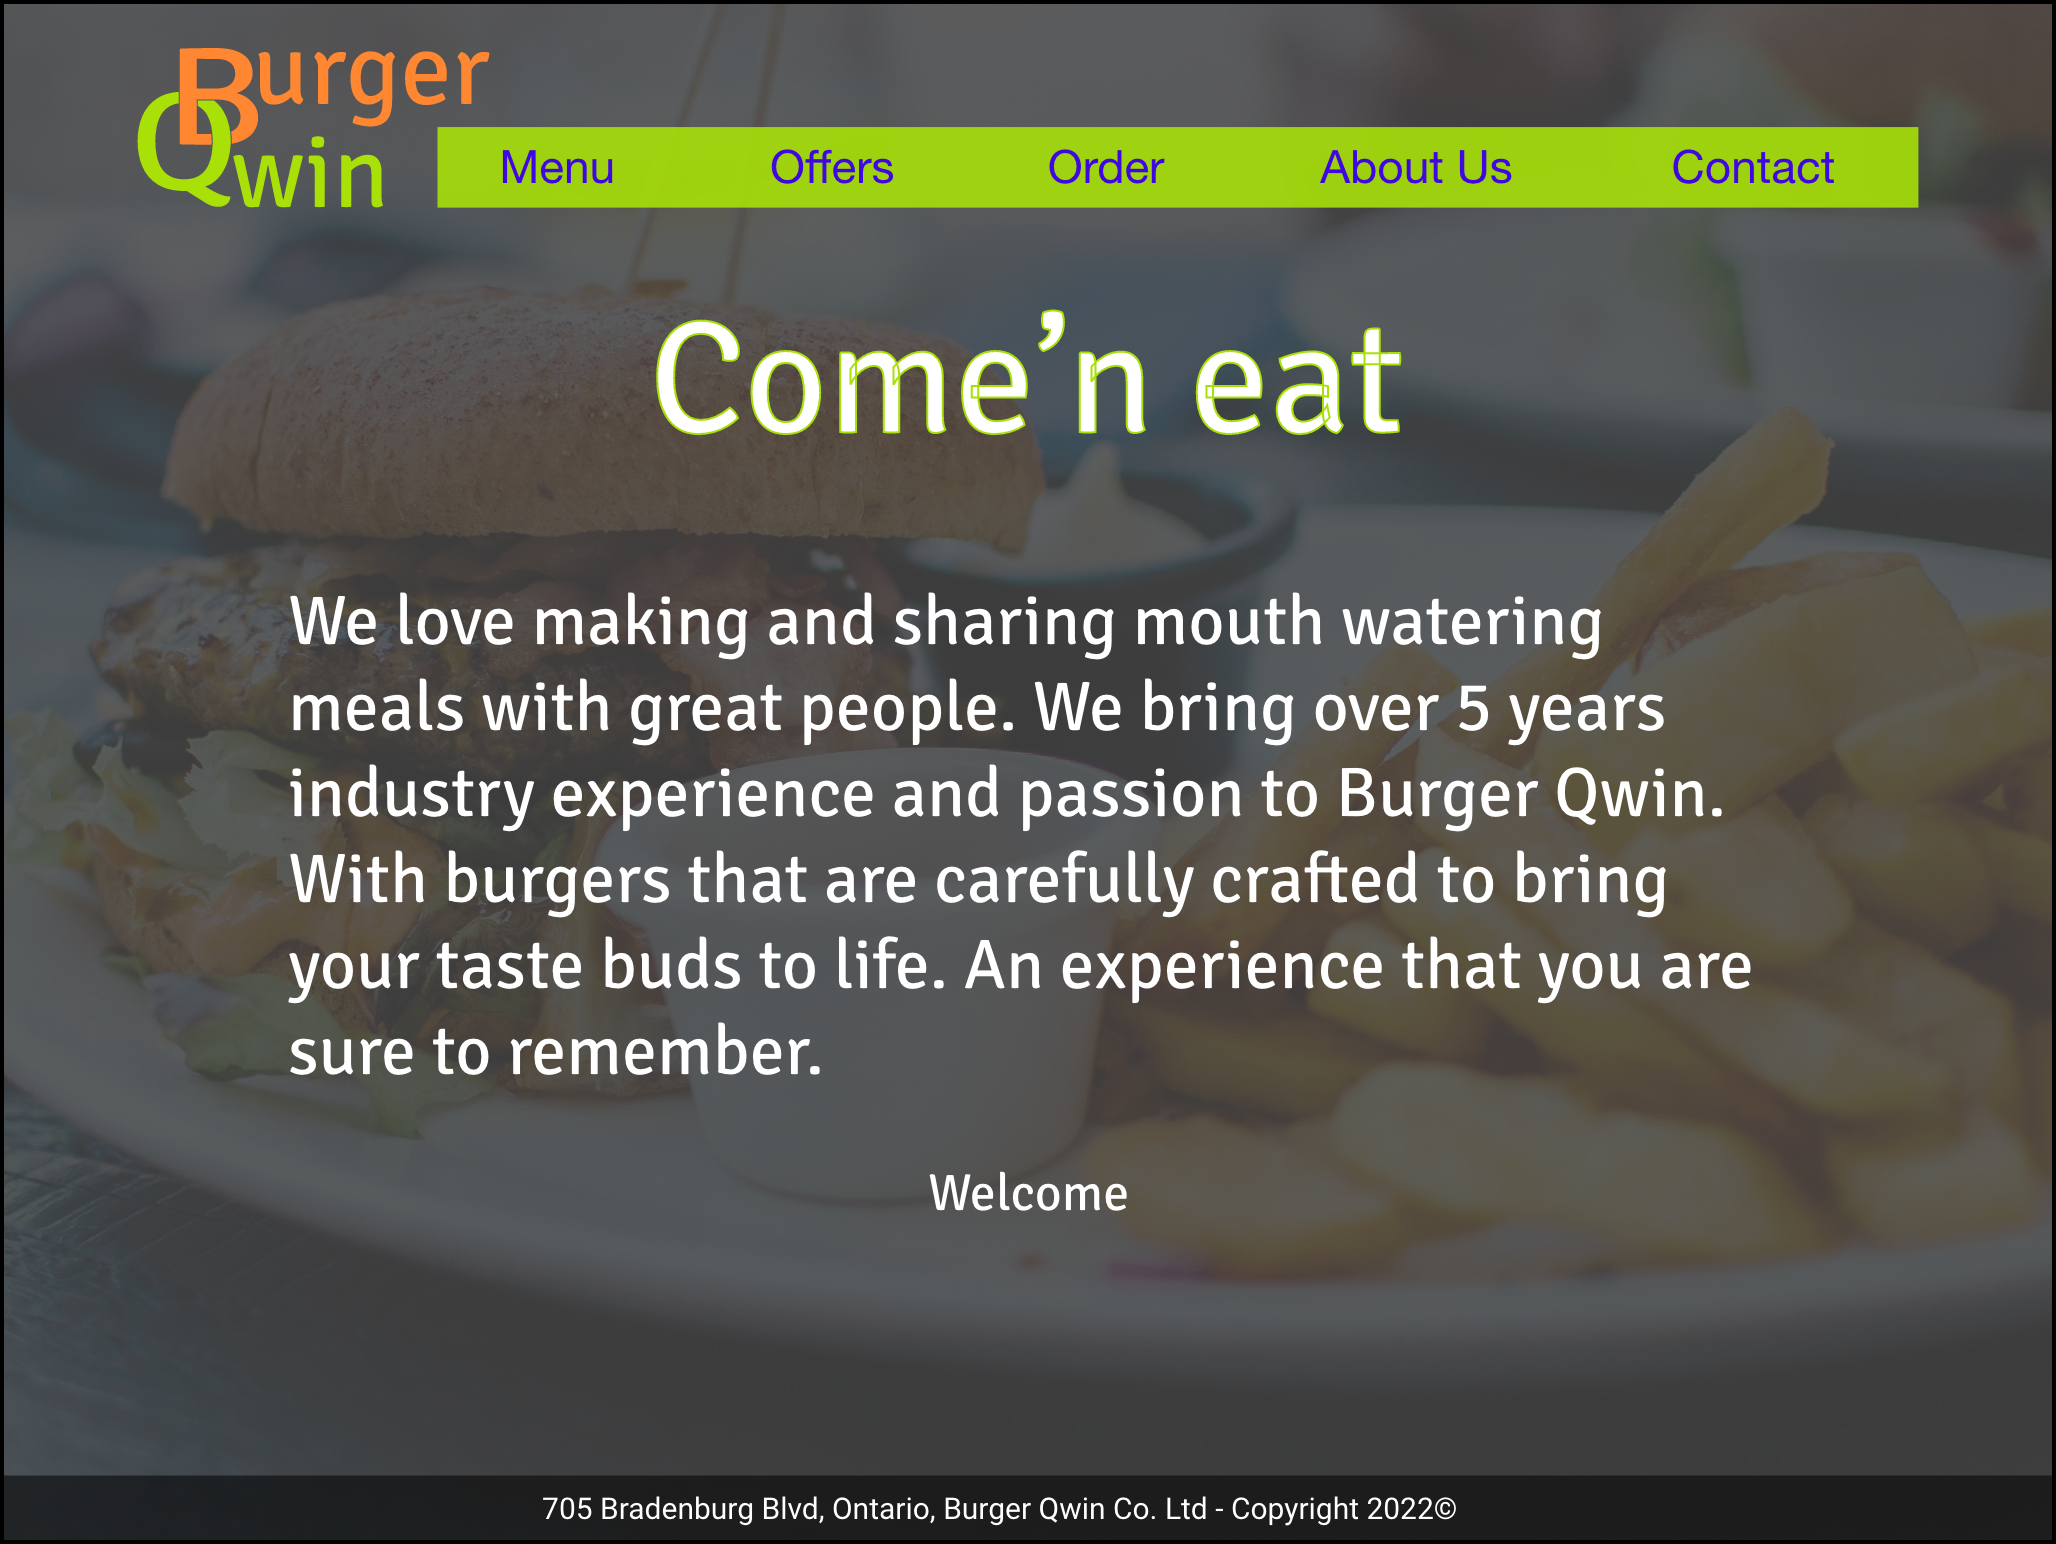 Burger
Qwin
Menu Offers Order About Us Contact
Come’n eat
We love making and sharing mouth watering
meals with great people. We bring over 5 years
industry experience and passion to Burger Qwin.
With burgers that are carefully crafted to bring
your taste buds to life. An experience that you are
sure to remember.
Welcome
705 Bradenburg Blvd, Ontario, Burger Qwin Co. Ltd - Copyright 2022©